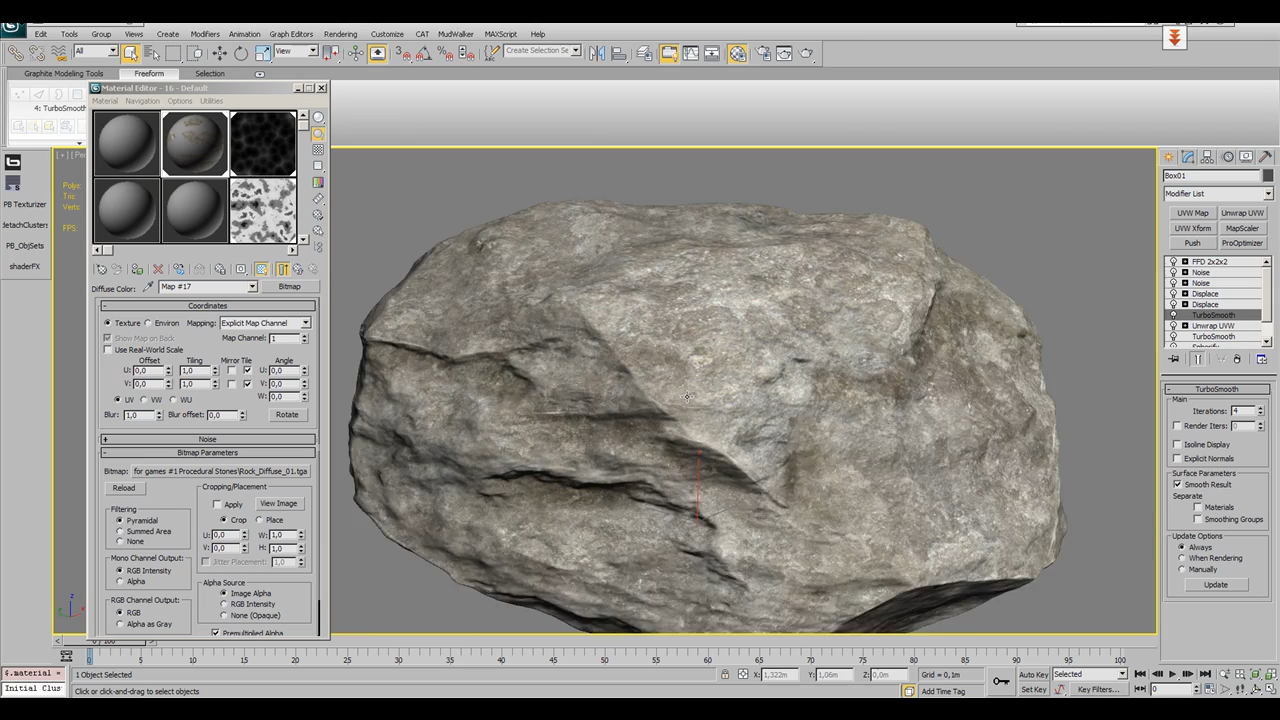 Edit Tools Group Views Create Modifiers Animation Graph Editors Rendering Customize CAT MudWalker MAXScript Help
All View Create Selection Se
Graphite Modeling Tools Freeform Selection
Material Editor - 16 - Default
Material Navigation Options Utilities
4: TurboSmooth
Polys:
Tris:
Verts:
FPS:
PB Texturizer
DetachClusters
PB_ObjSets
shaderFX
Diffuse Color: Map #17 Bitmap
Coordinates
Texture Environ Mapping: Explicit Map Channel
Show Map on Back Map Channel: 1
Use Real-World Scale
Offset Tiling Mirror Tile Angle
U: 0,0 1,0 U: 0,0
V: 0,0 1,0 V: 0,0
UV VW WU W: 0,0
Blur: 1,0 Blur offset: 0,0 Rotate
Noise
Bitmap Parameters
Bitmap: for games #1 Procedural Stones\Rock_Diffuse_01.tga
Reload
Cropping/Placement
Apply View Image
Crop Place
U: 0,0 W: 1,0
V: 0,0 H: 1,0
Jitter Placement: 1,0
Filtering
Pyramidal
Summed Area
None
Mono Channel Output:
RGB Intensity
Alpha
RGB Channel Output:
RGB
Alpha as Gray
Alpha Source
Image Alpha
RGB Intensity
None (Opaque)
Premultiplied Alpha
Box01
Modifier List
UVW Map Unwrap UVW
UVW Xform MapScaler
Push ProOptimizer
FFD 2x2x2
Noise
Noise
Displace
Displace
TurboSmooth
Unwrap UVW
TurboSmooth
TurboSmooth
Main
Iterations: 4
Render Iters: 0
Isoline Display
Explicit Normals
Surface Parameters
Smooth Result
Separate
Materials
Smoothing Groups
Update Options
Always
When Rendering
Manually
Update
0 / 100
0 5 10 15 20 25 30 35 40 45 50 55 60 65 70 75 80 85 90 95 100
$.material =
Initial Clus
1 Object Selected
Click or click-and-drag to select objects
X: 1,322m Y: 1,06m Z: 0,0m Grid = 0,1m
Add Time Tag
Auto Key Selected
Set Key Key Filters... 0